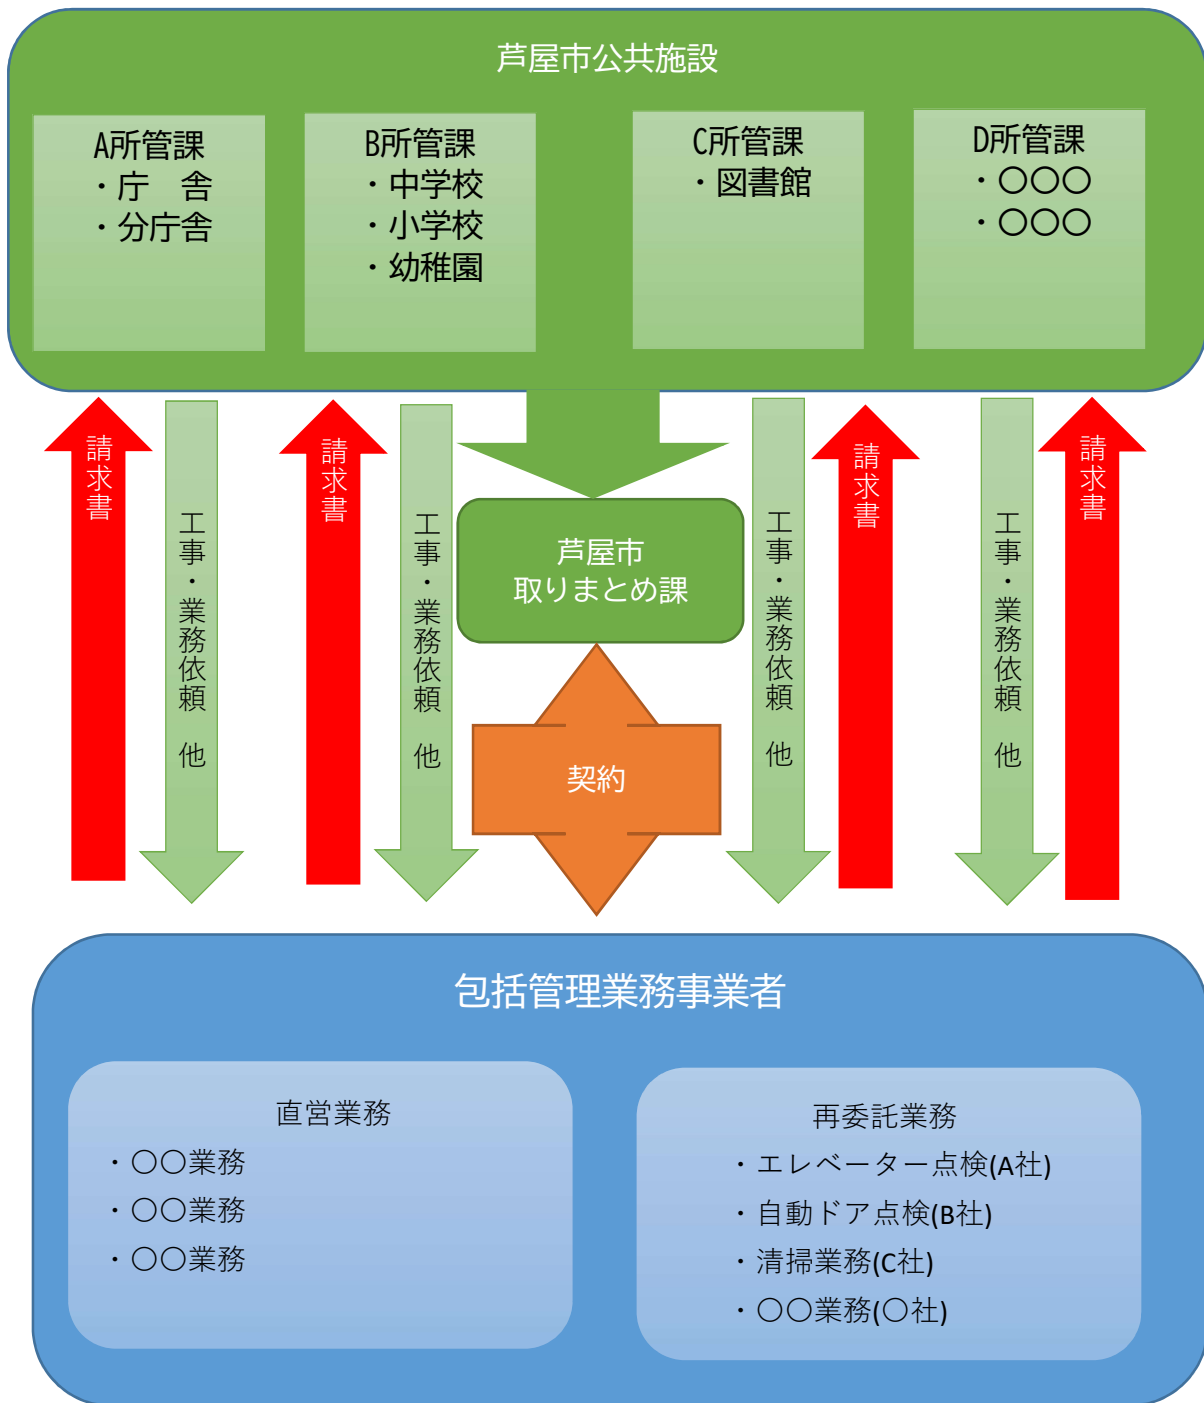 芦屋市公共施設
A所管課
・庁　舎
・分庁舎
B所管課
・中学校
・小学校
・幼稚園
C所管課
・図書館
D所管課
・〇〇〇
・〇〇〇
請求書
工事・業務依頼　他
請求書
工事・業務依頼　他
芦屋市
取りまとめ課
契約
工事・業務依頼　他
請求書
工事・業務依頼　他
請求書
包括管理業務事業者
直営業務
・〇〇業務
・〇〇業務
・〇〇業務
再委託業務
・エレベーター点検(A社)
・自動ドア点検(B社)
・清掃業務(C社)
・〇〇業務(〇社)